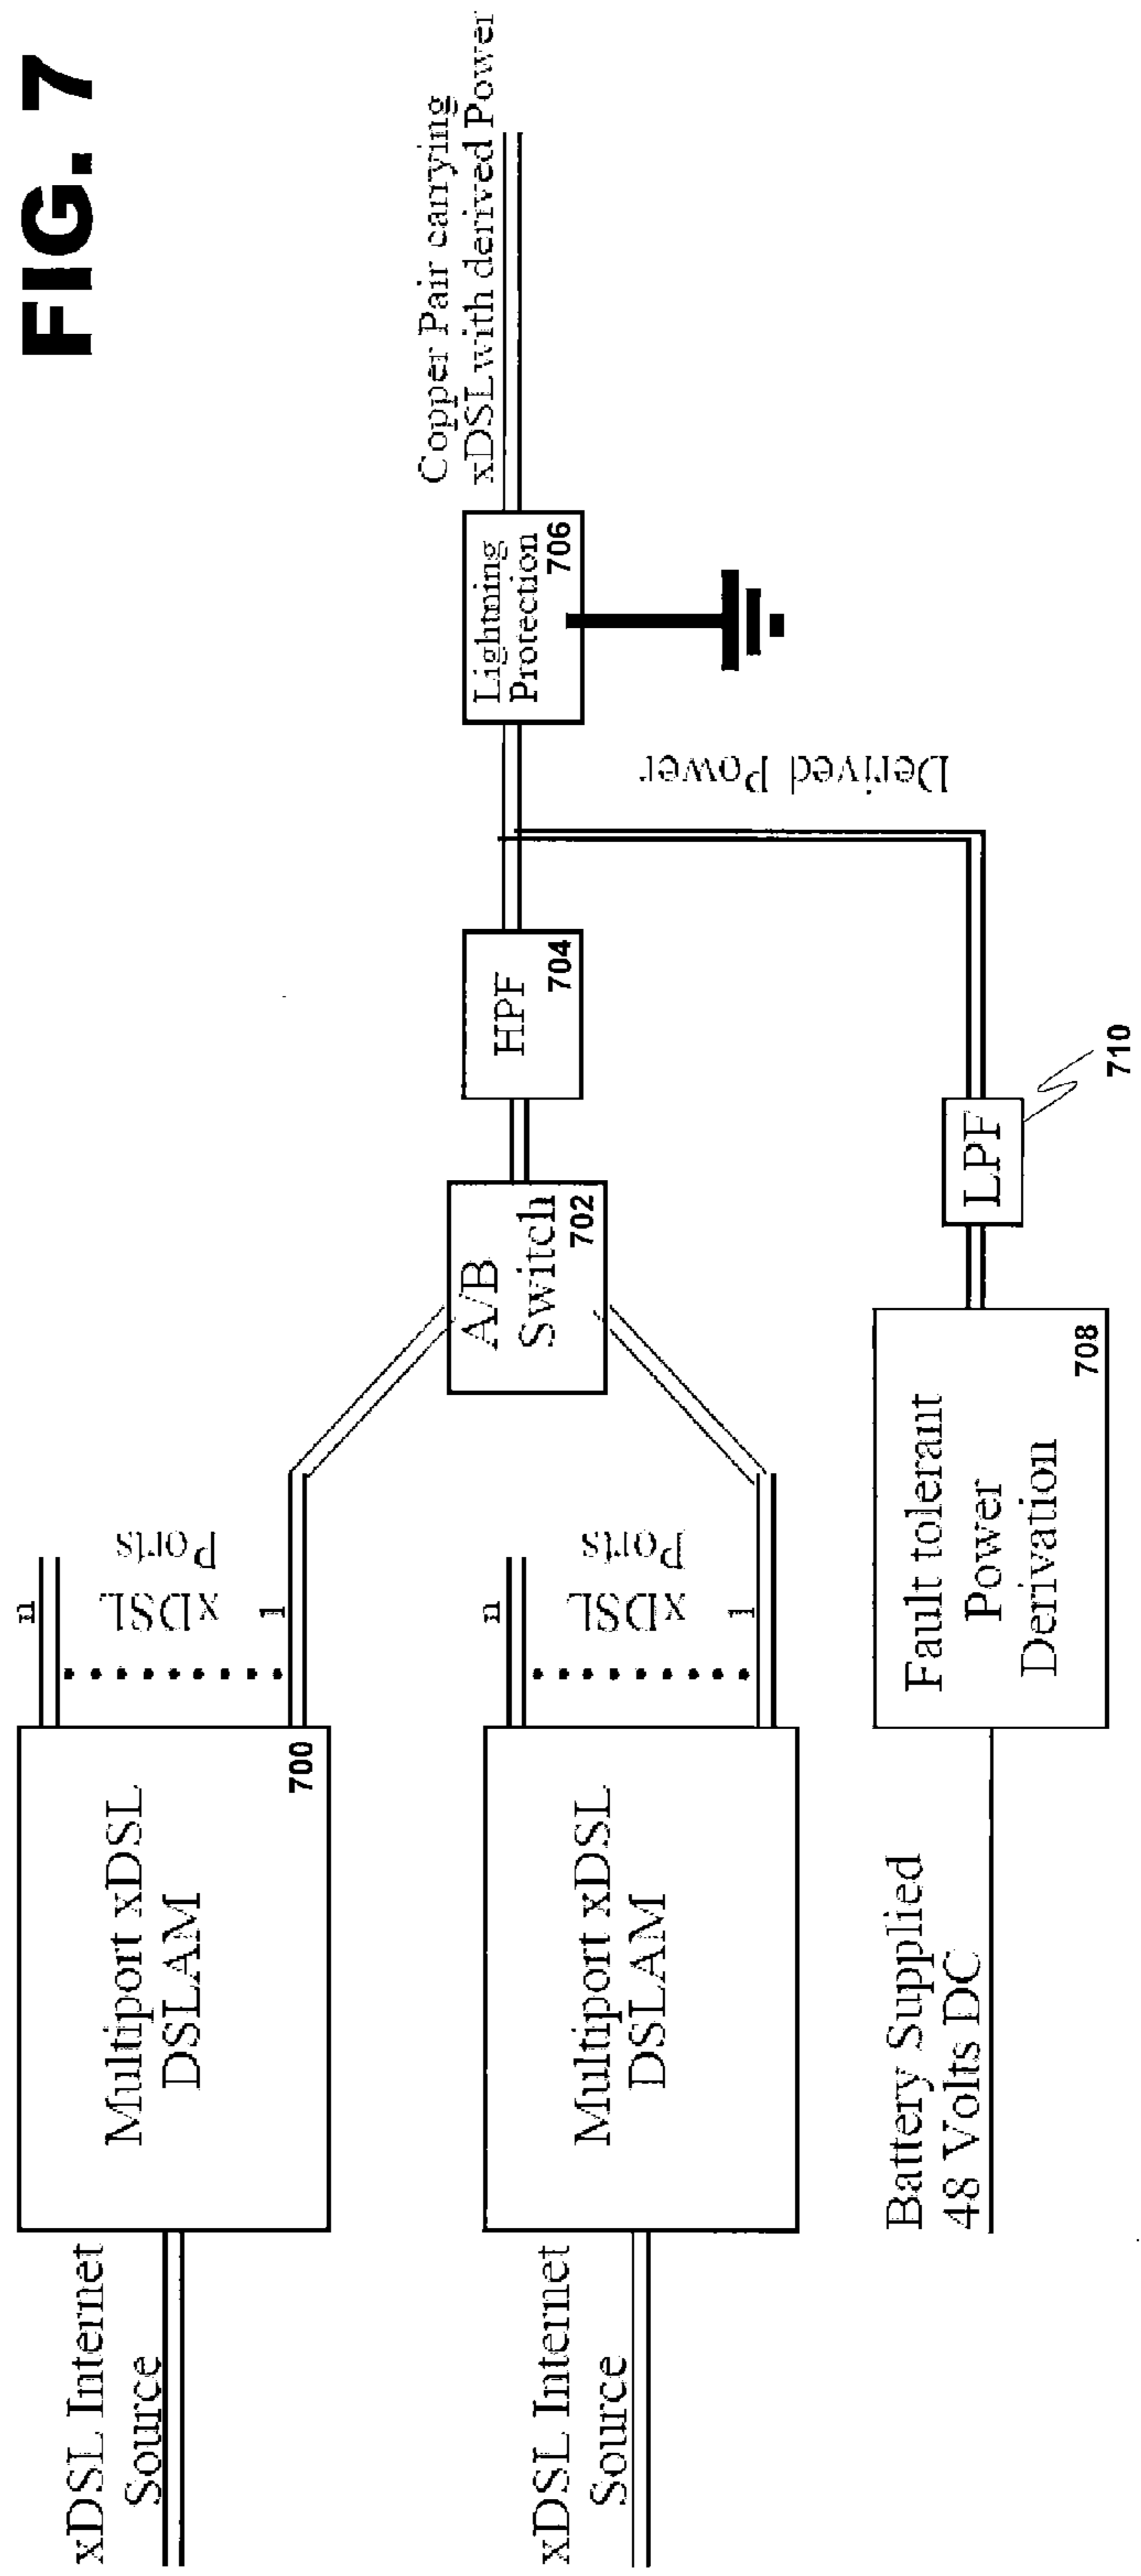 FIG. 7
xDSL Internet
Source
Multiport xDSL
DSLAM
700
n
xDSL
Ports
1
xDSL Internet
Source
Multiport xDSL
DSLAM
n
xDSL
Ports
1
A/B
Switch
702
HPF
704
Lightning
Protection
706
Copper Pair carrying
xDSLwith derived Power
Derived Power
Battery Supplied
48 Volts DC
Fault tolerant
Power
Derivation
708
LPF
710